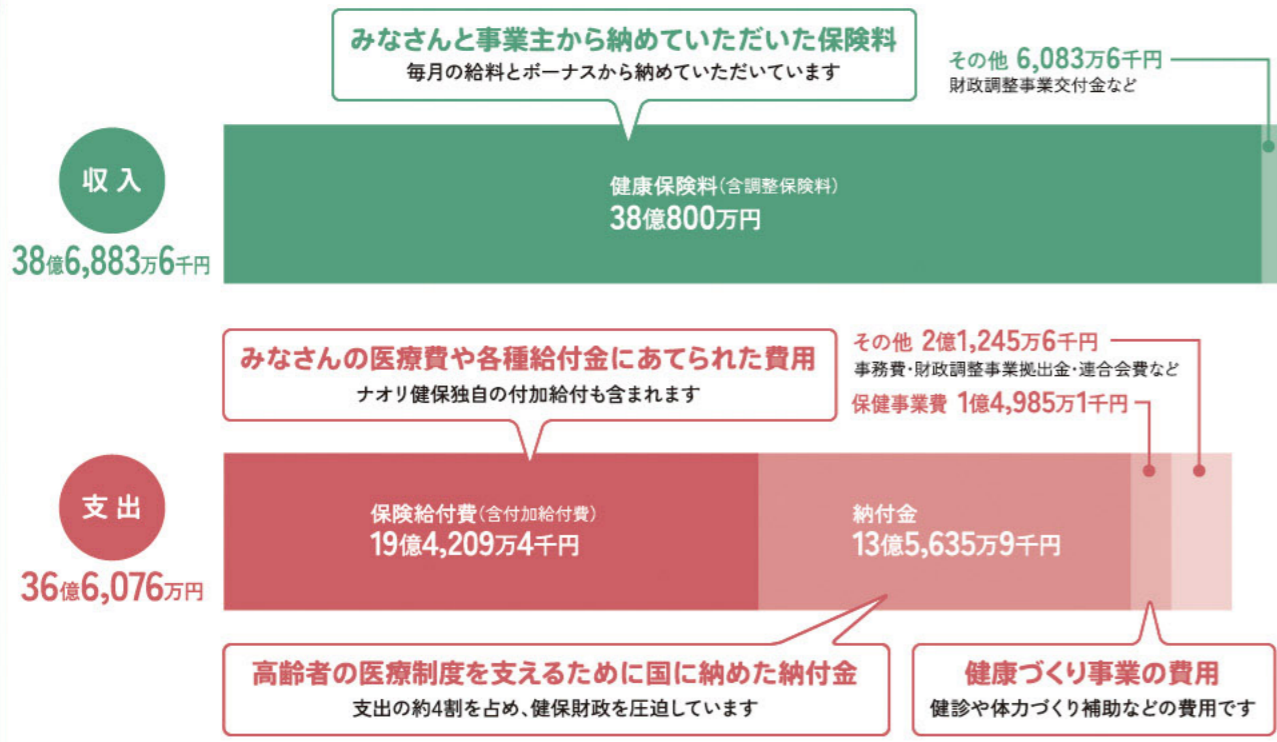 みなさんと事業主から納めていただいた保険料
毎月の給料とボーナスから納めていただいています
その他 6,083万6千円
財政調整事業交付金など
収入
38億6,883万6千円
健康保険料(含調整保険料)
38億800万円
みなさんの医療費や各種給付金にあてられた費用
ナオリ健保独自の付加給付も含まれます
その他 2億1,245万6千円
事務費・財政調整事業拠出金・連合会費など
保健事業費 1億4,985万1千円
支出
36億6,076万円
保険給付費(含付加給付費)
19億4,209万4千円
納付金
13億5,635万9千円
高齢者の医療制度を支えるために国に納めた納付金
支出の約4割を占め、健保財政を圧迫しています
健康づくり事業の費用
健診や体力づくり補助などの費用です